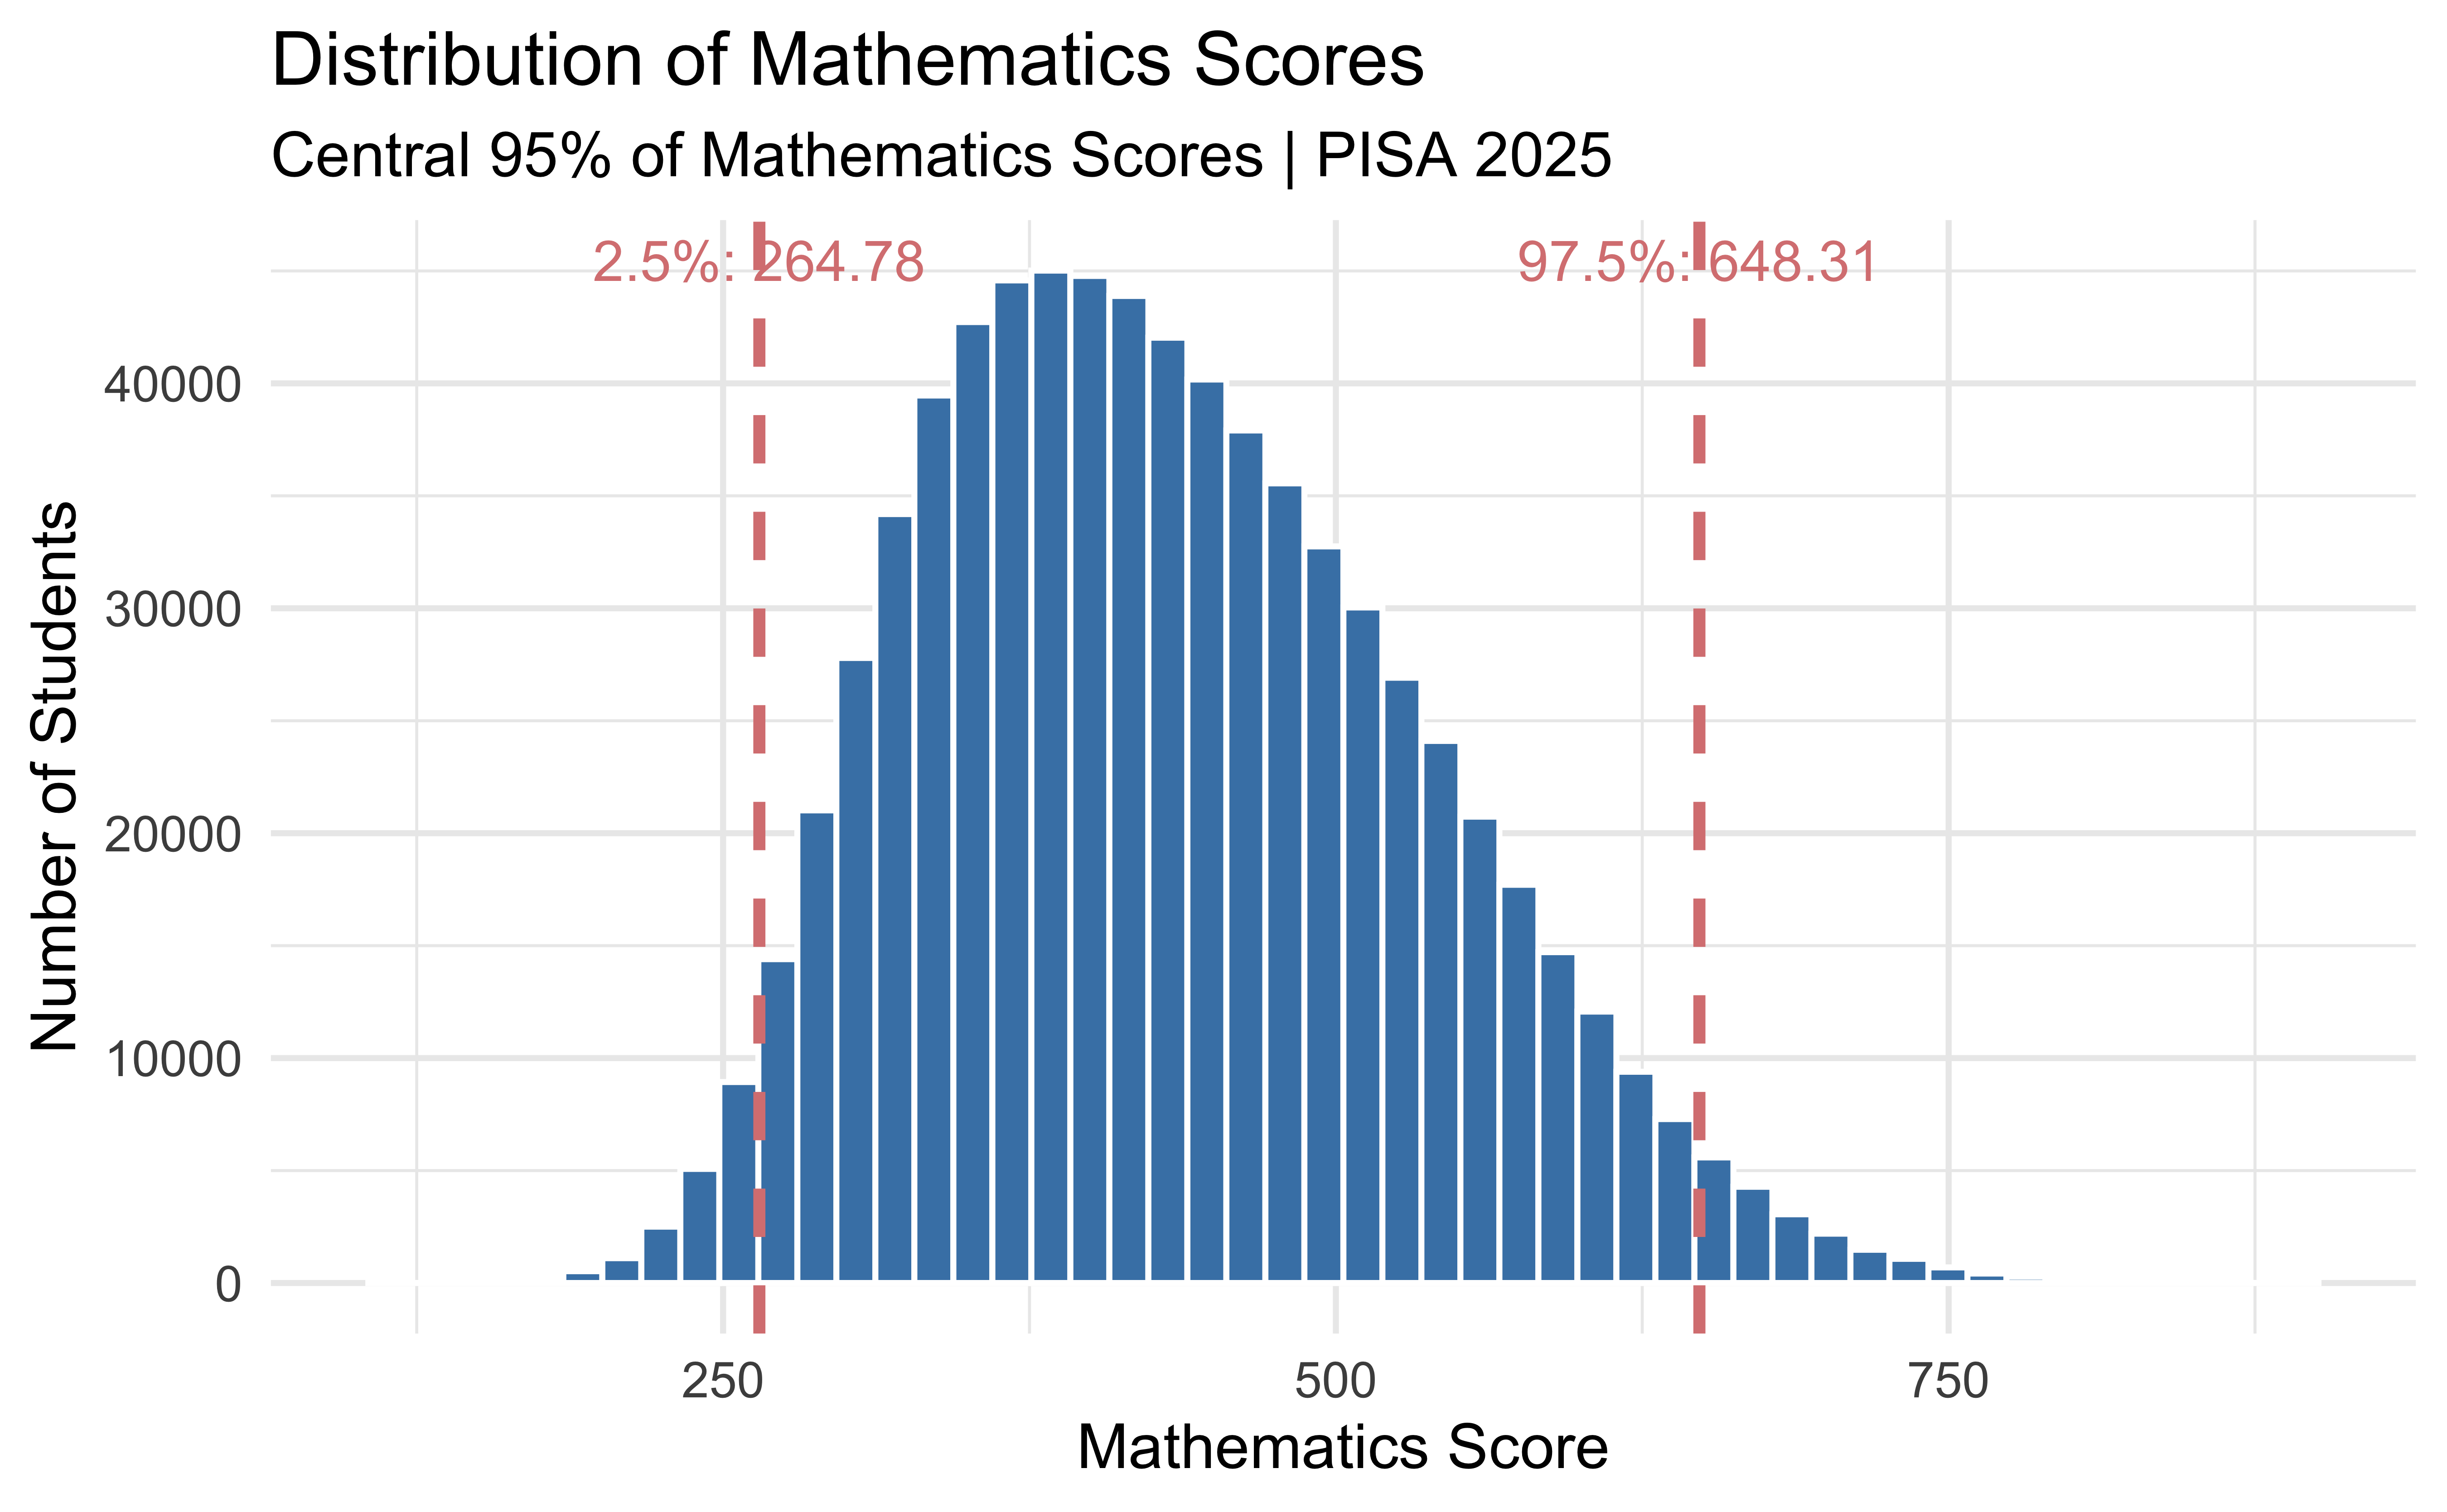 Distribution of Mathematics Scores
Central 95% of Mathematics Scores | PISA 2025
2.5%: 264.78
97.5%: 648.31
Number of Students
40000
30000
20000
10000
0
250
500
750
Mathematics Score